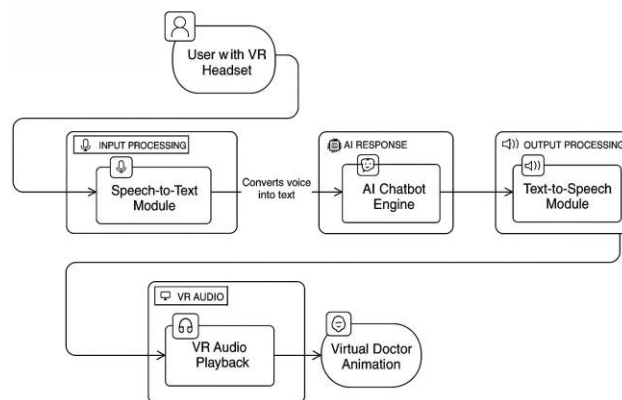 User with VR
Headset
INPUT PROCESSING
Speech-to-Text
Module
Converts voice
into text
AI RESPONSE
AI Chatbot
Engine
OUTPUT PROCESSING
Text-to-Speech
Module
VR AUDIO
VR Audio
Playback
Virtual Doctor
Animation